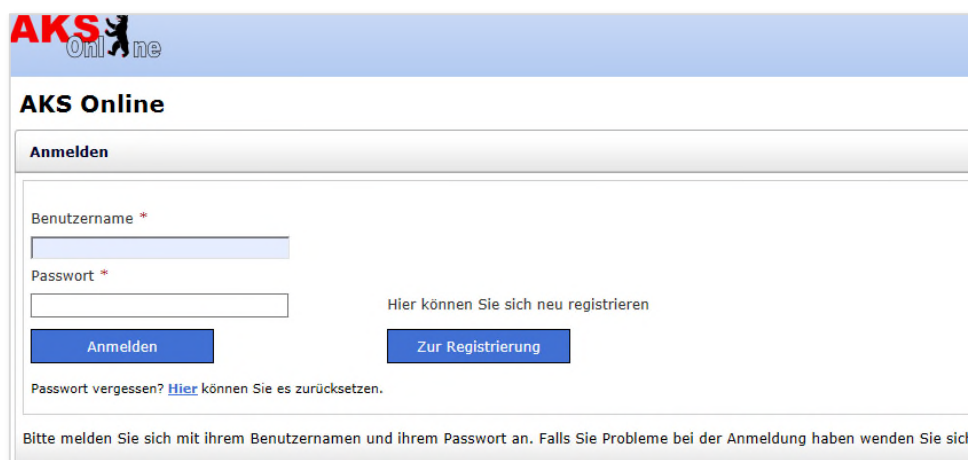 AKS
Online
AKS Online
Anmelden
Benutzername *
Passwort *
Hier können Sie sich neu registrieren
Anmelden
Zur Registrierung
Passwort vergessen? Hier können Sie es zurücksetzen.
Bitte melden Sie sich mit ihrem Benutzernamen und ihrem Passwort an. Falls Sie Probleme bei der Anmeldung haben wenden Sie